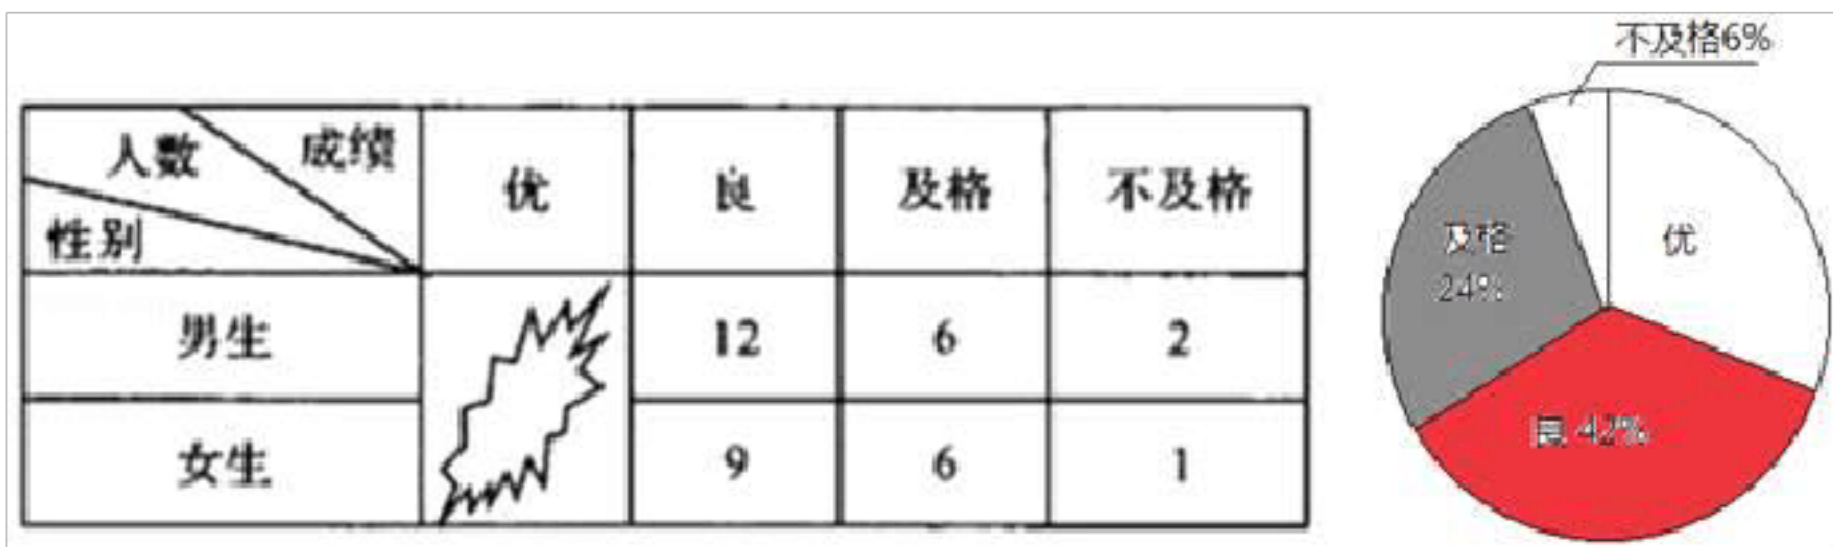 人数 成绩
性别
优 良 及格 不及格
男生 12 6 2
女生 9 6 1
不及格6%
及格
24%
优
良 42%